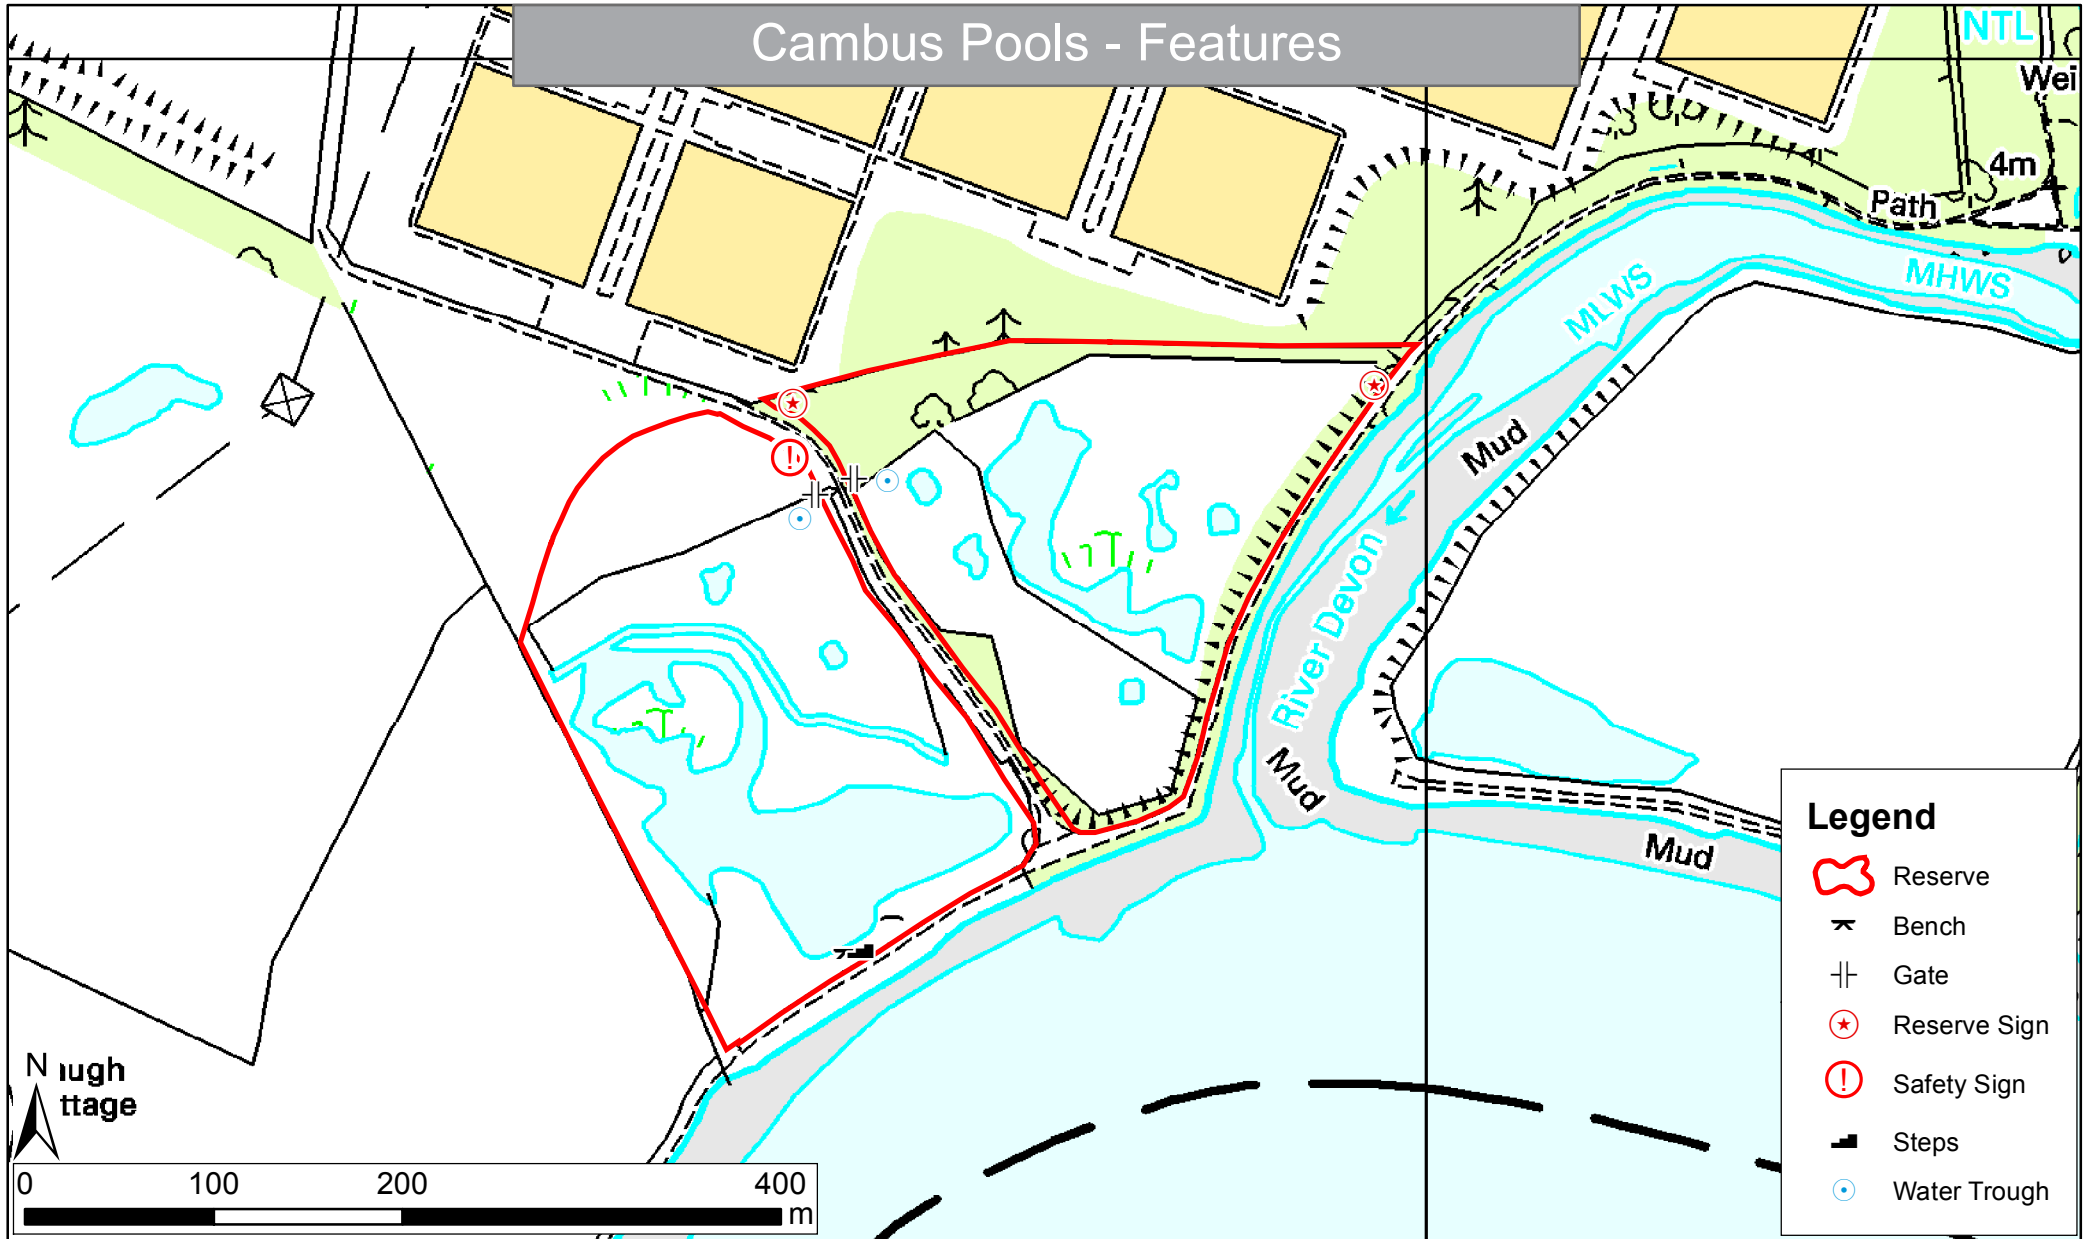 Cambus Pools - Features
NTL
Wei
4m
Path
MHWS
MLWS
Mud
River Devon
Mud
Mud
Legend
Reserve
Bench
Gate
Reserve Sign
Safety Sign
Steps
Water Trough
N
ugh
ttage
0 100 200 400
m